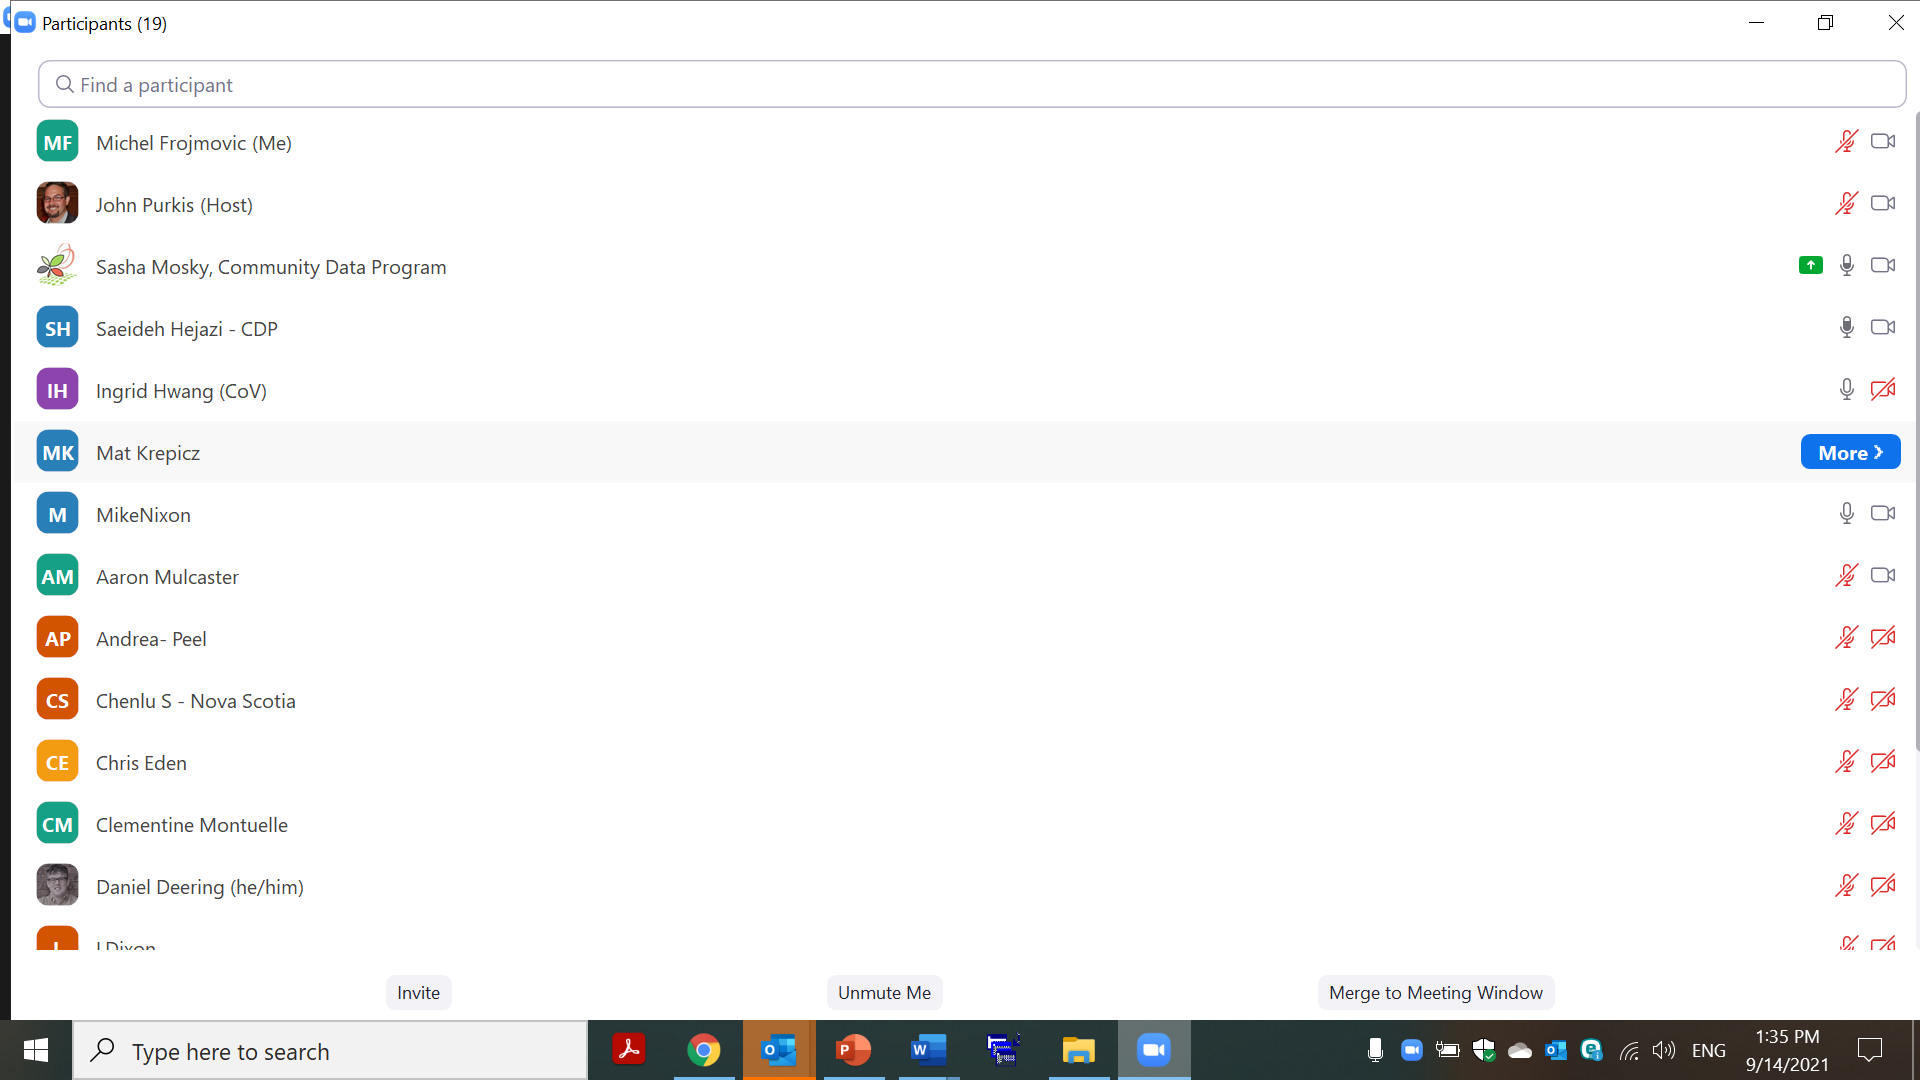 Participants (19)
Find a participant
MF Michel Frojmovic (Me)
John Purkis (Host)
Sasha Mosky, Community Data Program
SH Saeideh Hejazi - CDP
IH Ingrid Hwang (CoV)
MK Mat Krepicz More
M MikeNixon
AM Aaron Mulcaster
AP Andrea- Peel
CS Chenlu S - Nova Scotia
CE Chris Eden
CM Clementine Montuelle
Daniel Deering (he/him)
Invite Unmute Me Merge to Meeting Window
Type here to search
ENG
1:35 PM
9/14/2021